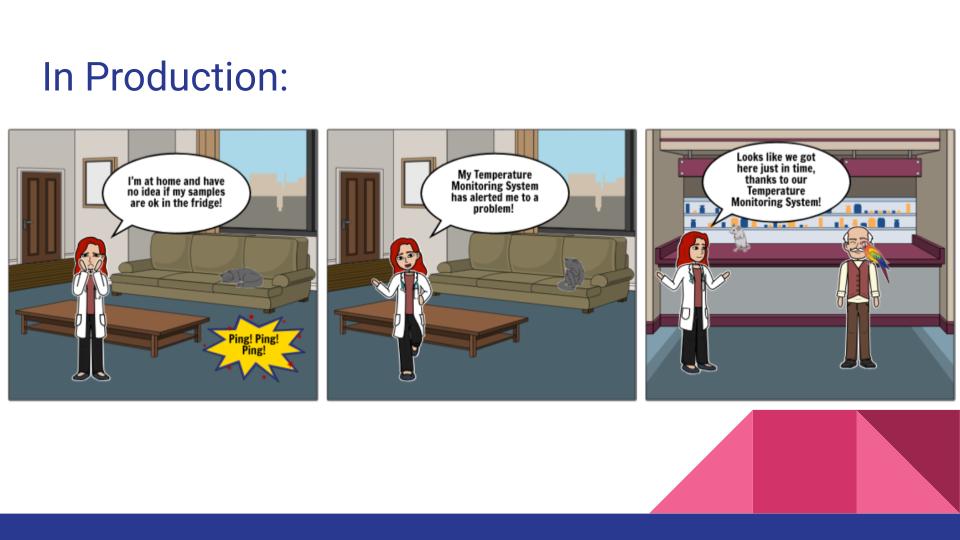 In Production:
I'm at home and have
no idea if my samples
are ok in the fridge!
Ping! Ping!
Ping!
My Temperature
Monitoring System
has alerted me to a
problem!
Looks like we got
here just in time,
thanks to our
Temperature
Monitoring System!